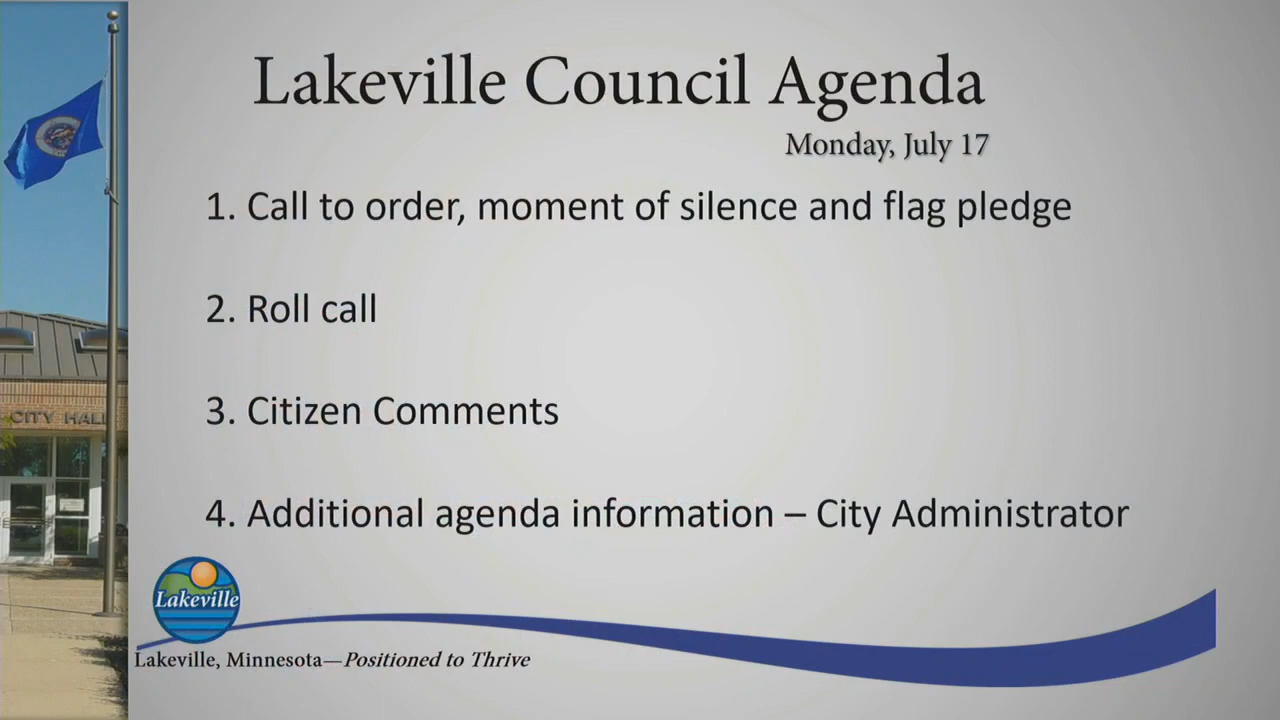 Lakeville Council Agenda
Monday, July 17
1. Call to order, moment of silence and flag pledge
2. Roll call
3. Citizen Comments
4. Additional agenda information – City Administrator
CITY HALL
Lakeville
Lakeville, Minnesota—Positioned to Thrive